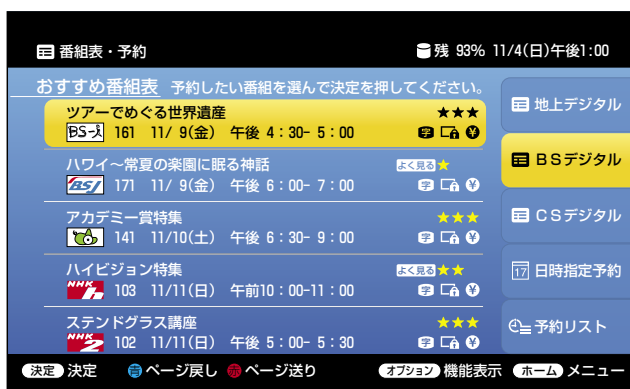 番組表・予約 残 93% 11/4(日)午後1:00
おすすめ番組表 予約したい番組を選んで決定を押してください。
ツアーでめぐる世界遺産 ★★★
BS-i 161 11/ 9(金) 午後 4:30- 5:00 字 ¥
ハワイ〜常夏の楽園に眠る神話 よく見る★
BSJ 171 11/ 9(金) 午後 6:00- 7:00 字 ¥
アカデミー賞特集 ★★★
141 11/10(土) 午後 6:30- 9:00 字 ¥
ハイビジョン特集 よく見る★★
NHK h 103 11/11(日) 午前10:00-11:00 字 ¥
ステンドグラス講座 ★★★
NHK 2 102 11/11(日) 午後 5:00- 5:30 字 ¥
地上デジタル
BSデジタル
CSデジタル
17 日時指定予約
予約リスト
決定 決定 青 ページ戻し 赤 ページ送り オプション 機能表示 ホーム メニュー